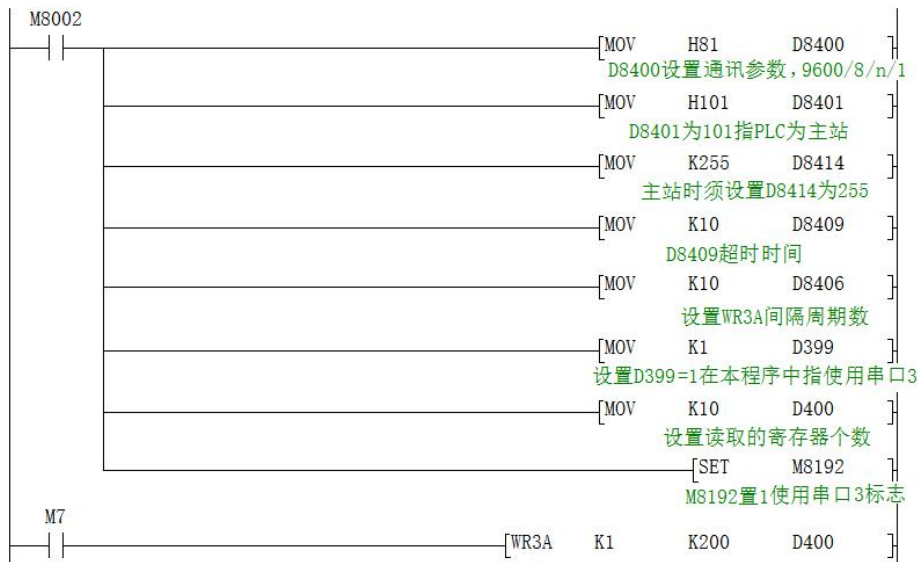 M8002
MOV H81 D8400
D8400设置通讯参数,9600/8/n/1
MOV H101 D8401
D8401为101指PLC为主站
MOV K255 D8414
主站时须设置D8414为255
MOV K10 D8409
D8409超时时间
MOV K10 D8406
设置WR3A间隔周期数
MOV K1 D399
设置D399=1在本程序中指使用串口3
MOV K10 D400
设置读取的寄存器个数
SET M8192
M8192置1使用串口3标志
M7
WR3A K1 K200 D400